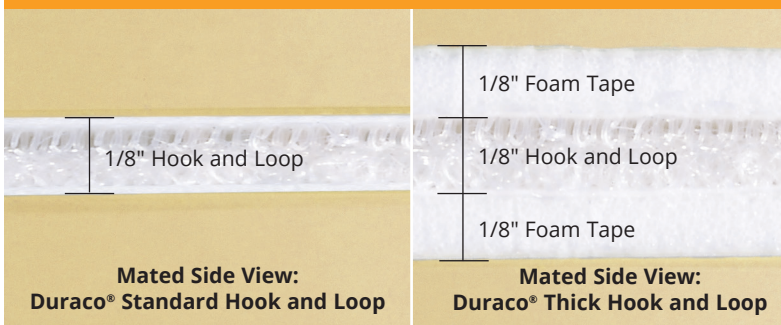 1/8" Hook and Loop
Mated Side View:
Duraco® Standard Hook and Loop
1/8" Foam Tape
1/8" Hook and Loop
1/8" Foam Tape
Mated Side View:
Duraco® Thick Hook and Loop